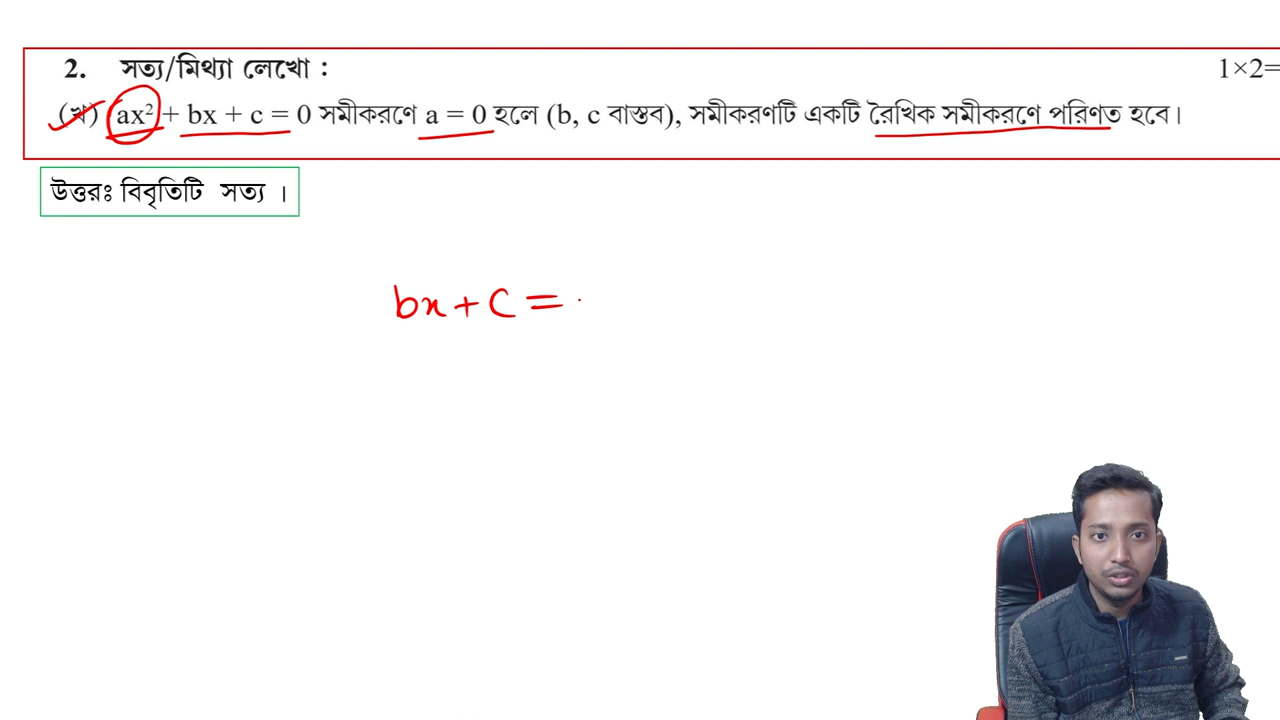 2. সত্য/মিথ্যা লেখো : 1×2=
(খ) ax² + bx + c = 0 সমীকরণে a = 0 হলে (b, c বাস্তব), সমীকরণটি একটি রৈখিক সমীকরণে পরিণত হবে।
উত্তরঃ বিবৃতিটি সত্য ।
bx + c =